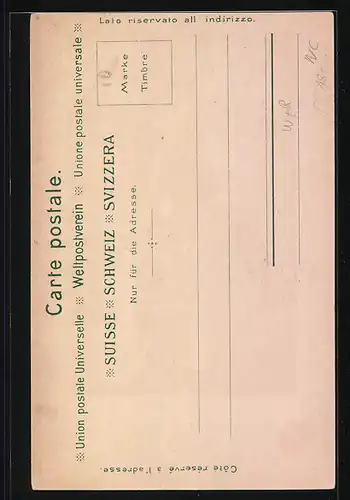 Carte postale.
※ Union postale Universelle ※ Weltpostverein ※ Unione postale universale ※
※ SUISSE ※ SCHWEIZ ※ SVIZZERA
Nur für die Adresse.
Marke
Timbre
Côté réservé à l'adresse.
Lato riservato all indirizzo.